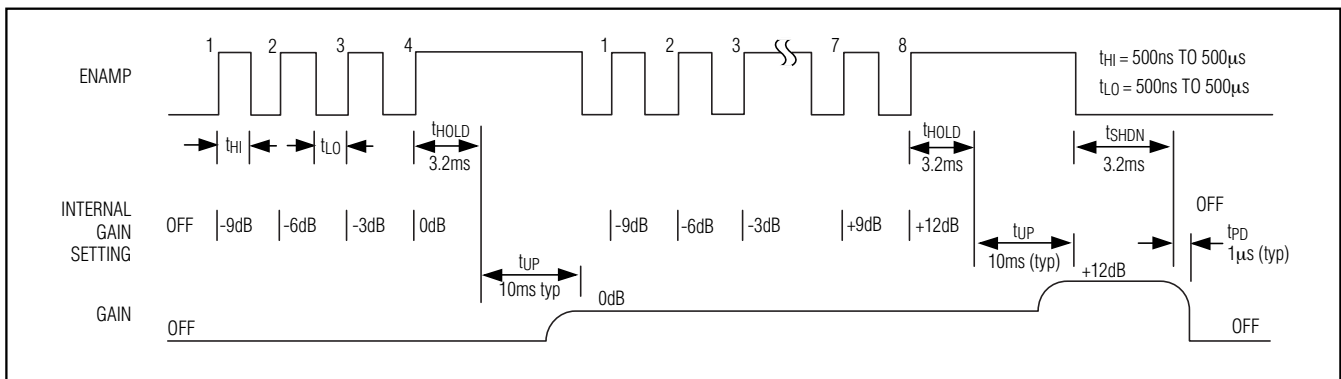 1 2 3 4 1 2 3 7 8
ENAMP
tHI = 500ns TO 500µs
tLO = 500ns TO 500µs
tHI tLO tHOLD tHOLD tSHDN
3.2ms 3.2ms 3.2ms
INTERNAL
GAIN
SETTING
OFF -9dB -6dB -3dB 0dB -9dB -6dB -3dB +9dB +12dB OFF
tUP tUP tPD
10ms typ 10ms (typ) 1µs (typ)
GAIN
OFF 0dB +12dB OFF